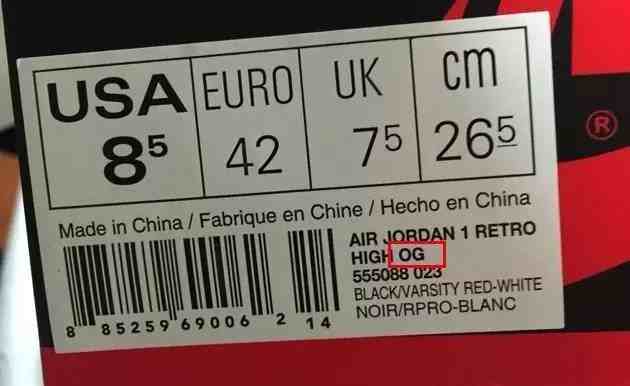 USA EURO UK cm
8⁵ 42 7⁵ 26⁵
Made in China / Fabrique en Chine / Hecho en China
AIR JORDAN 1 RETRO
HIGH OG
555088 023
BLACK/VARSITY RED-WHITE
NOIR/RPRO-BLANC
8 85259 69006 2 14
®